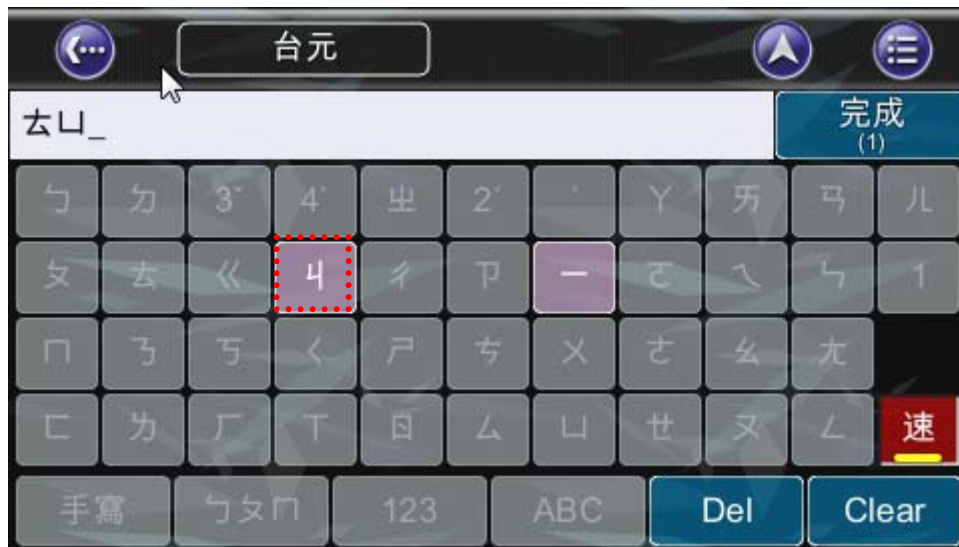 台元
ㄊㄩ_
完成
(1)
ㄅ ㄉ 3ˇ 4ˋ ㄓ 2ˊ ˙ ㄚ ㄞ ㄢ ㄦ
ㄆ ㄊ ㄍ ㄐ ㄔ ㄗ ㄧ ㄛ ㄟ ㄣ 1
ㄇ ㄋ ㄎ ㄑ ㄕ ㄘ ㄨ ㄜ ㄠ ㄤ
ㄈ ㄌ ㄏ ㄒ ㄖ ㄙ ㄩ ㄝ ㄡ ㄥ 速
手寫 ㄅㄆㄇ 123 ABC Del Clear